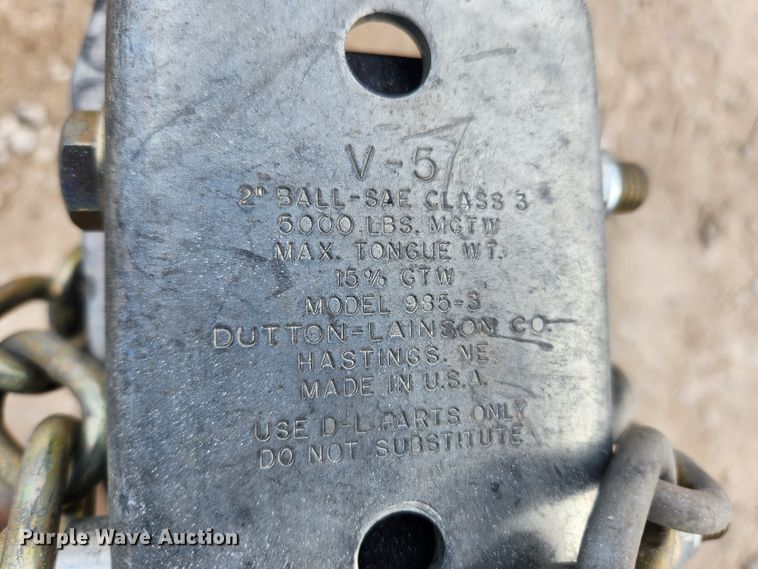 V-5
2" BALL-SAE CLASS 3
5000 LBS. MGTW
MAX. TONGUE WT.
15% GTW
MODEL 985-3
DUTTON-LAINSON CO.
HASTINGS, NE.
MADE IN U.S.A.
USE D-L PARTS ONLY
DO NOT SUBSTITUTE
Purple Wave Auction®